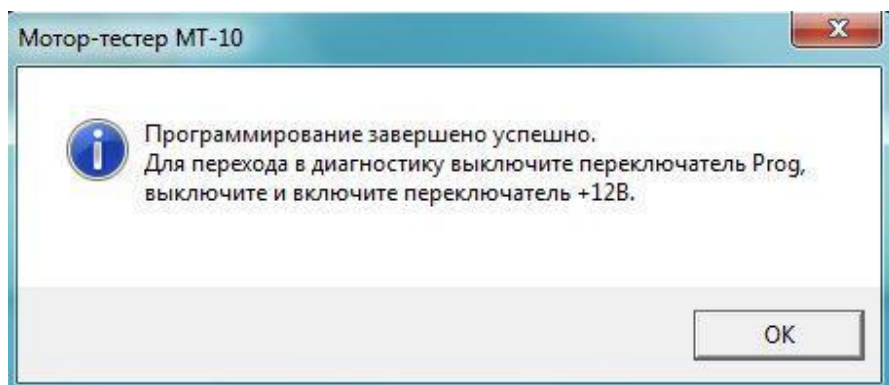 Мотор-тестер МТ-10
Программирование завершено успешно.
Для перехода в диагностику выключите переключатель Prog,
выключите и включите переключатель +12В.
OK